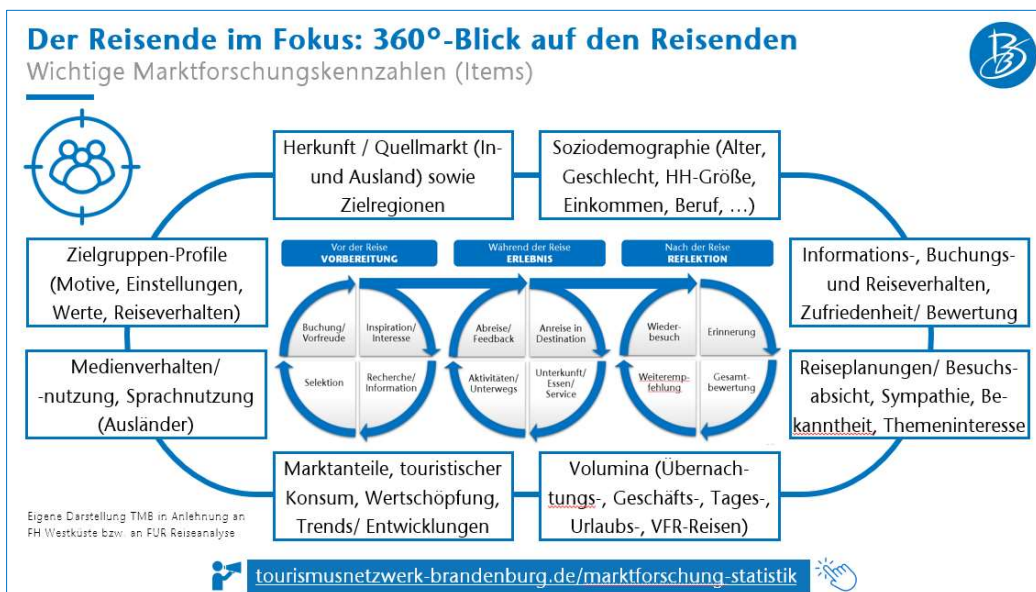 Der Reisende im Fokus: 360°-Blick auf den Reisenden
Wichtige Marktforschungskennzahlen (Items)
Herkunft / Quellmarkt (In-
und Ausland) sowie
Zielregionen
Soziodemographie (Alter,
Geschlecht, HH-Größe,
Einkommen, Beruf, ...)
Zielgruppen-Profile
(Motive, Einstellungen,
Werte, Reiseverhalten)
Vor der Reise
VORBEREITUNG
Während der Reise
ERLEBNIS
Nach der Reise
REFLEKTION
Informations-, Buchungs-
und Reiseverhalten,
Zufriedenheit/ Bewertung
Buchung/
Vorfreude
Inspiration/
Interesse
Selektion
Recherche/
Information
Abreise/
Feedback
Anreise in
Destination
Aktivitäten/
Unterwegs
Unterkunft/
Essen/
Service
Wieder-
besuch
Erinnerung
Weiteremp-
fehlung
Gesamt-
bewertung
Medienverhalten/
-nutzung, Sprachnutzung
(Ausländer)
Reiseplanungen/ Besuchs-
absicht, Sympathie, Be-
kanntheit, Themeninteresse
Marktanteile, touristischer
Konsum, Wertschöpfung,
Trends/ Entwicklungen
Volumina (Übernach-
tungs-, Geschäfts-, Tages-,
Urlaubs-, VFR-Reisen)
Eigene Darstellung TMB in Anlehnung an
FH Westküste bzw. an FUR Reiseanalyse
tourismusnetzwerk-brandenburg.de/marktforschung-statistik